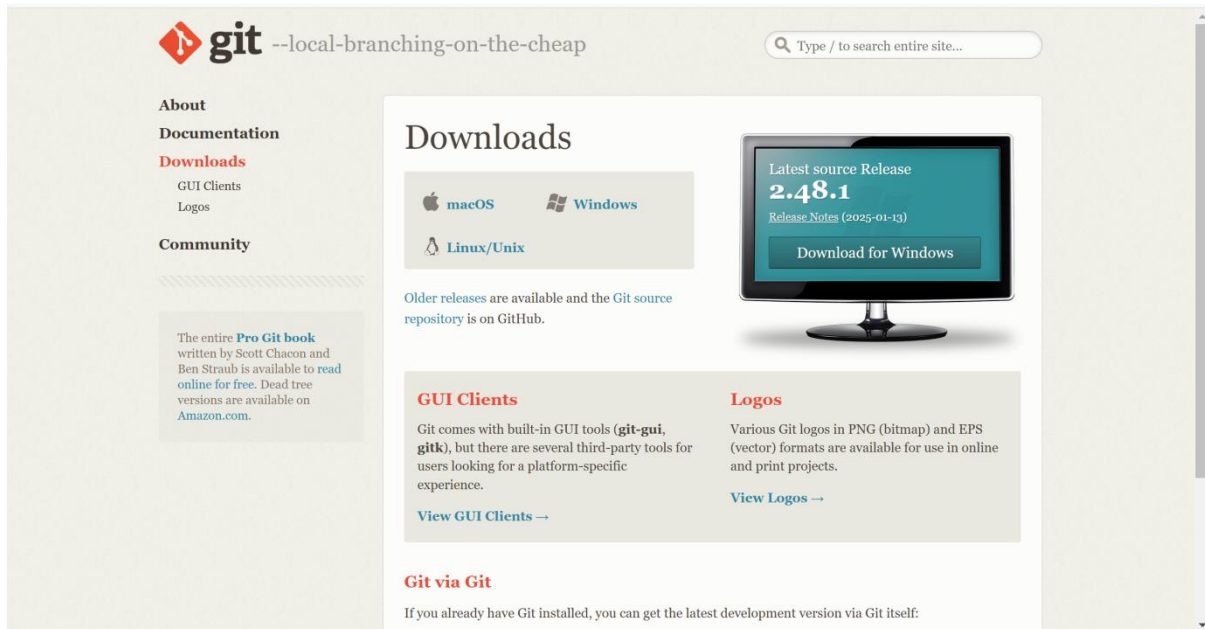 git --local-branching-on-the-cheap
Type / to search entire site...
About
Documentation
Downloads
GUI Clients
Logos
Community
The entire Pro Git book
written by Scott Chacon and
Ben Straub is available to read
online for free. Dead tree
versions are available on
Amazon.com.
Downloads
macOS
Windows
Linux/Unix
Older releases are available and the Git source
repository is on GitHub.
Latest source Release
2.48.1
Release Notes (2025-01-13)
Download for Windows
GUI Clients
Git comes with built-in GUI tools (git-gui,
gitk), but there are several third-party tools for
users looking for a platform-specific
experience.
View GUI Clients →
Logos
Various Git logos in PNG (bitmap) and EPS
(vector) formats are available for use in online
and print projects.
View Logos →
Git via Git
If you already have Git installed, you can get the latest development version via Git itself: